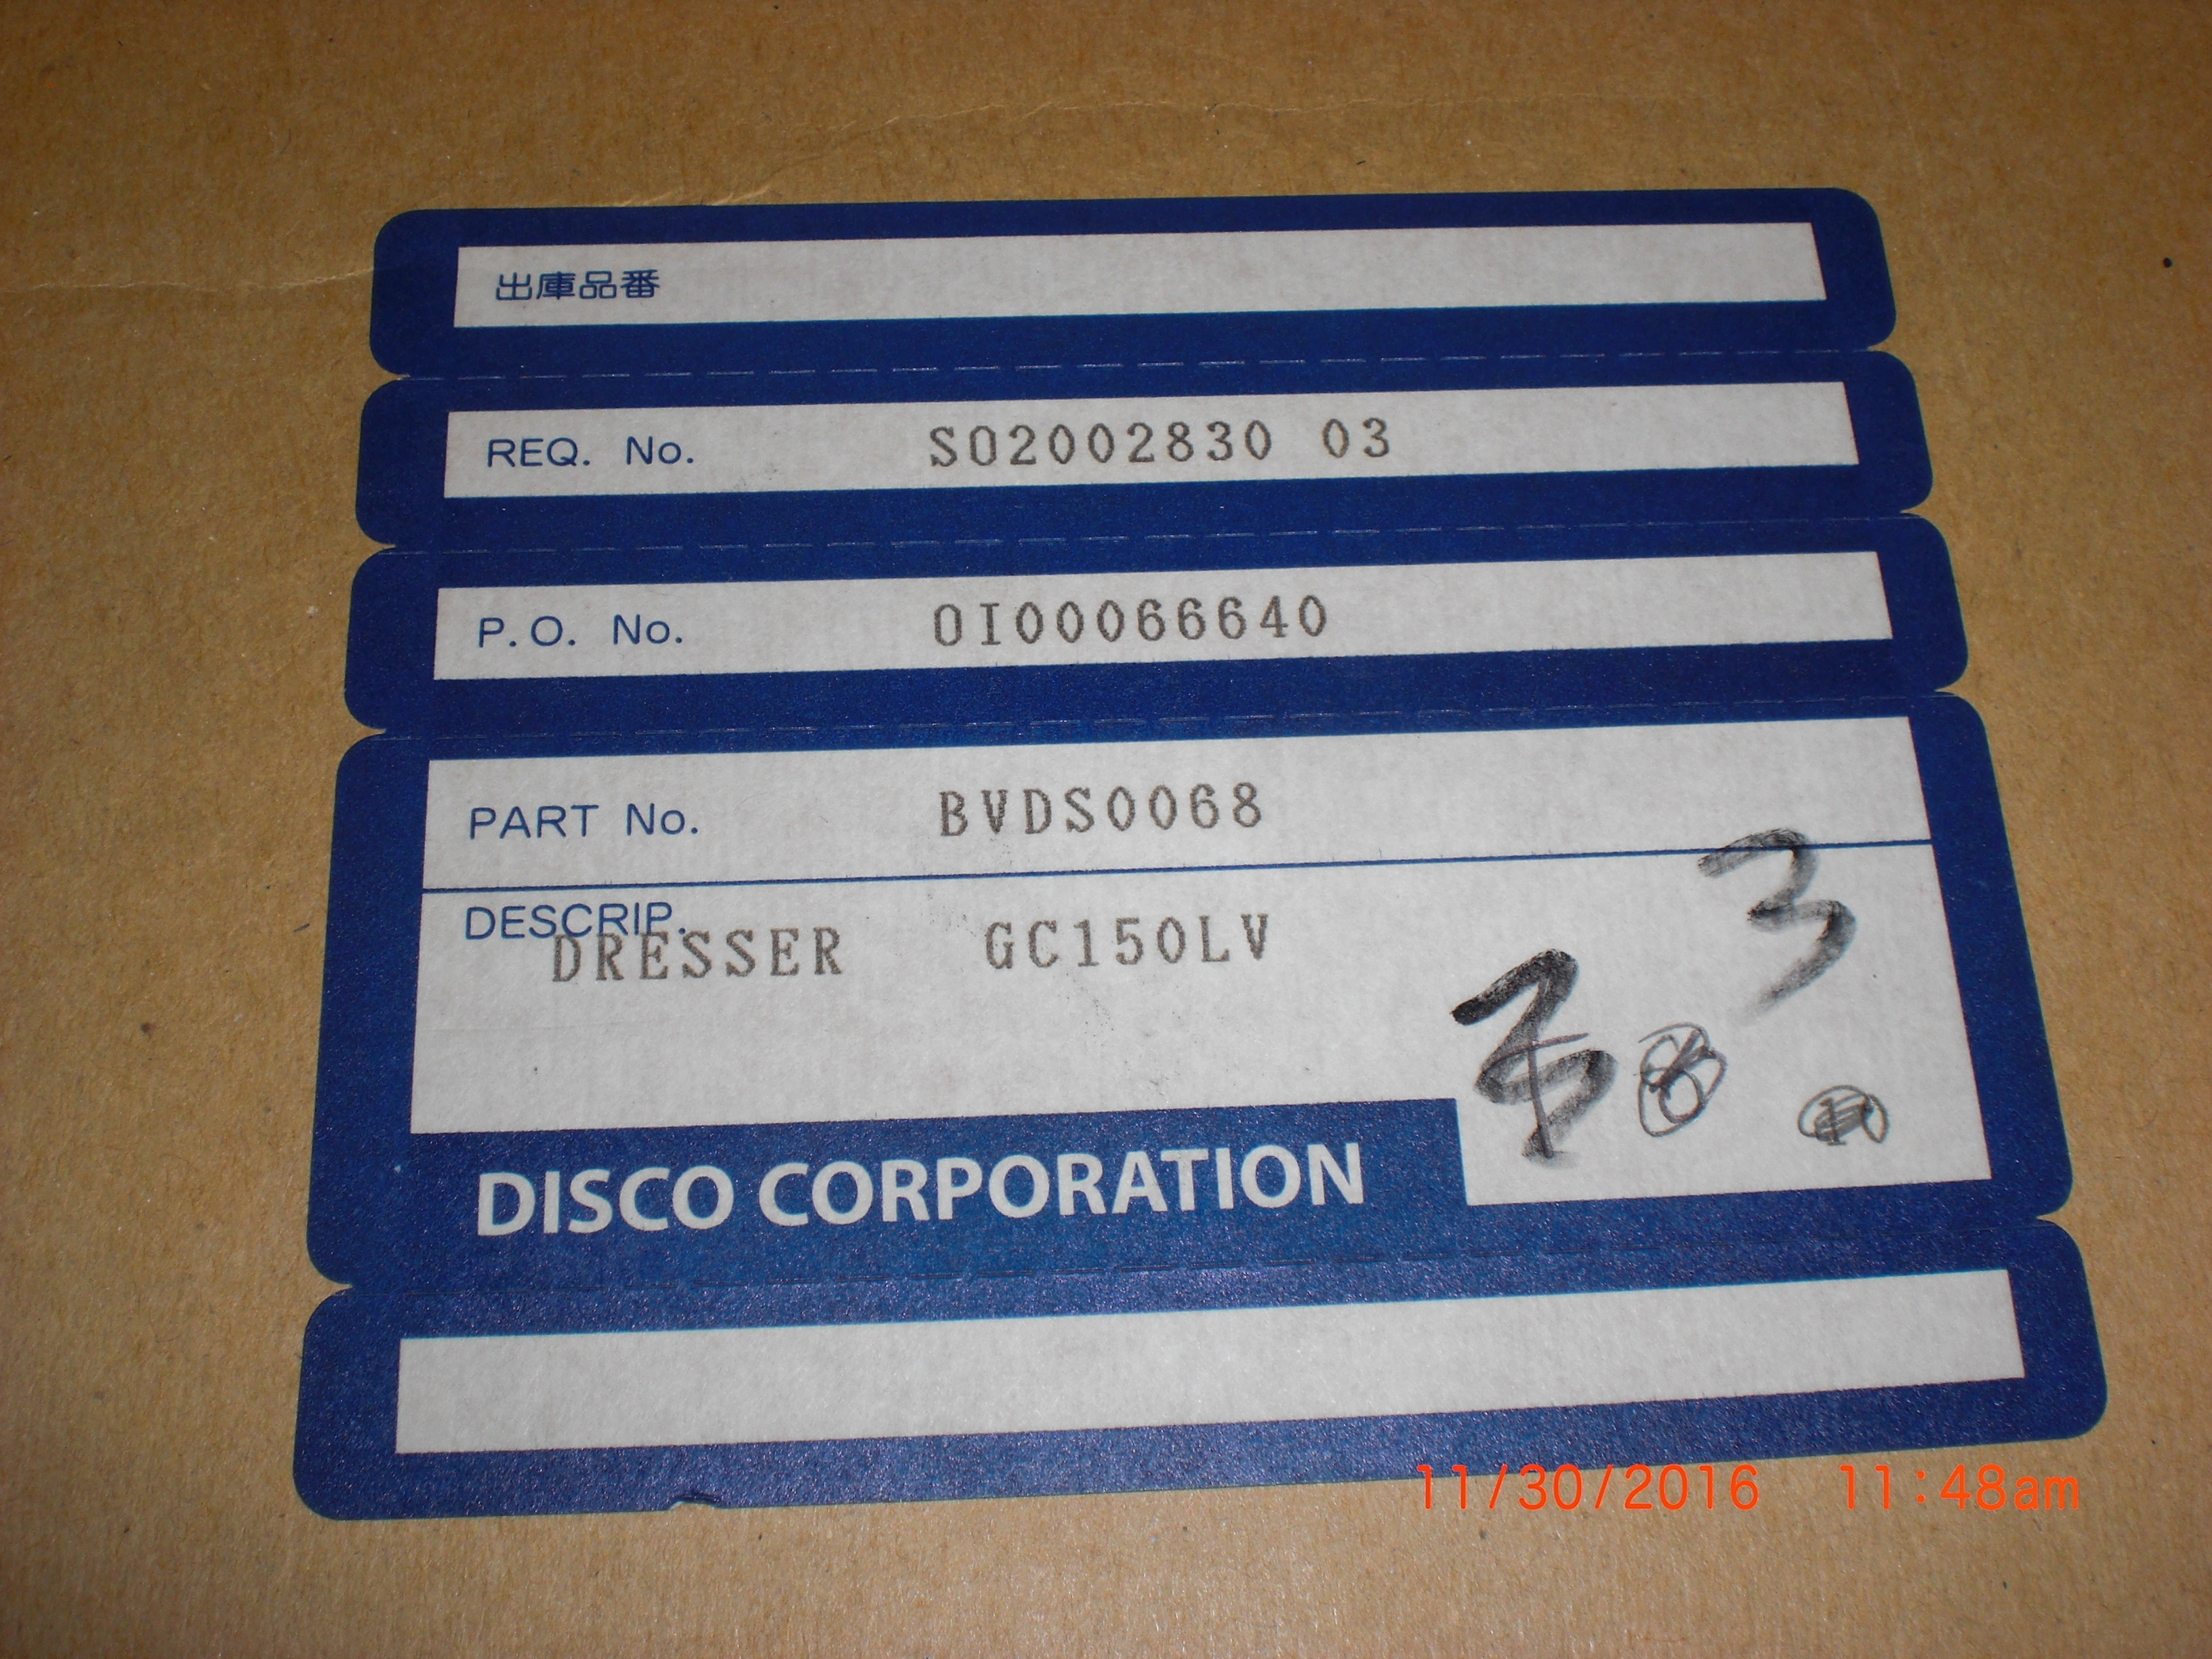 出庫品番
REQ. No. S02002830 03
P.O. No. OI00066640
PART No. BVDS0068
DESCRIP.
DRESSER GC150LV
3
3
DISCO CORPORATION
11/30/2016 11:48am